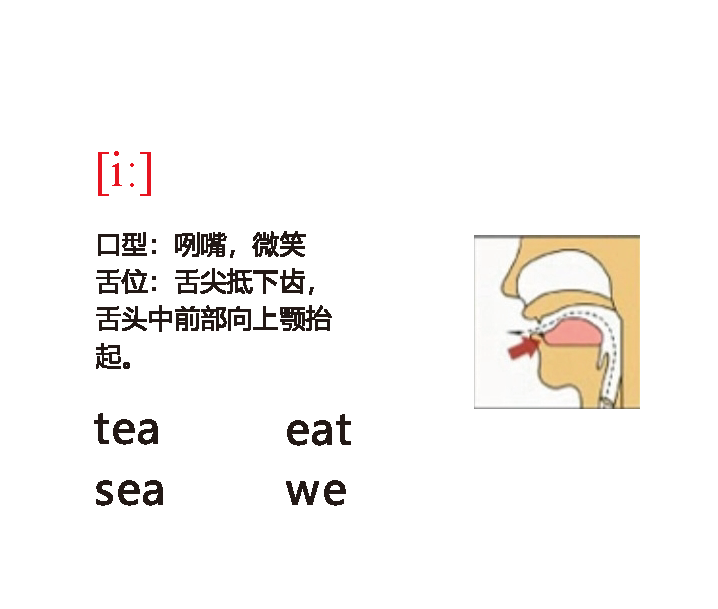 [iː]
口型：咧嘴，微笑
舌位：舌尖抵下齿，
舌头中前部向上颚抬
起。
tea eat
sea we